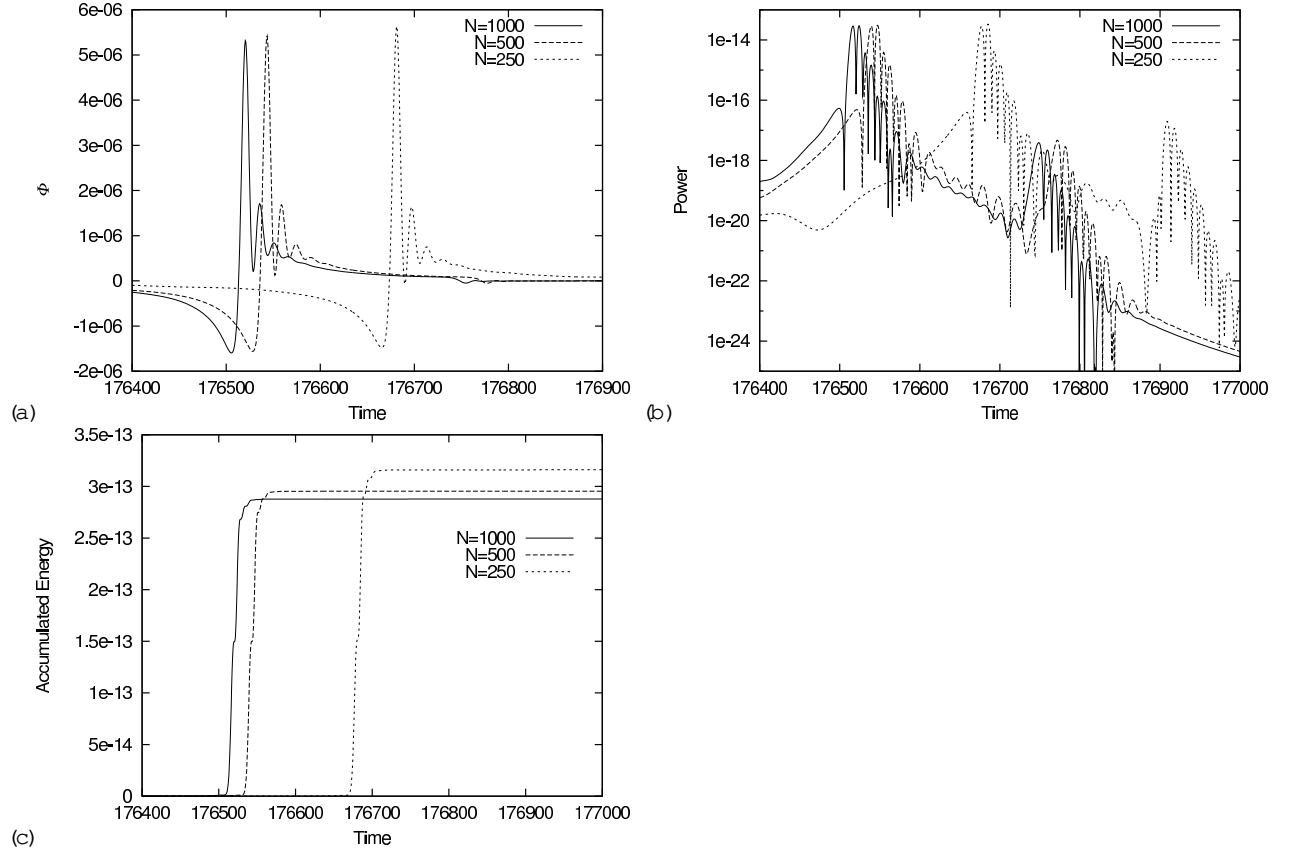 6e-06
5e-06
4e-06
3e-06
2e-06
1e-06
0
-1e-06
-2e-06
176400 176500 176600 176700 176800 176900
Φ
Time
N=1000
N=500
N=250
(a)
1e-14
1e-16
1e-18
1e-20
1e-22
1e-24
176400 176500 176600 176700 176800 176900 177000
Power
Time
N=1000
N=500
N=250
(b)
3.5e-13
3e-13
2.5e-13
2e-13
1.5e-13
1e-13
5e-14
0
176400 176500 176600 176700 176800 176900 177000
Accumulated Energy
Time
N=1000
N=500
N=250
(c)